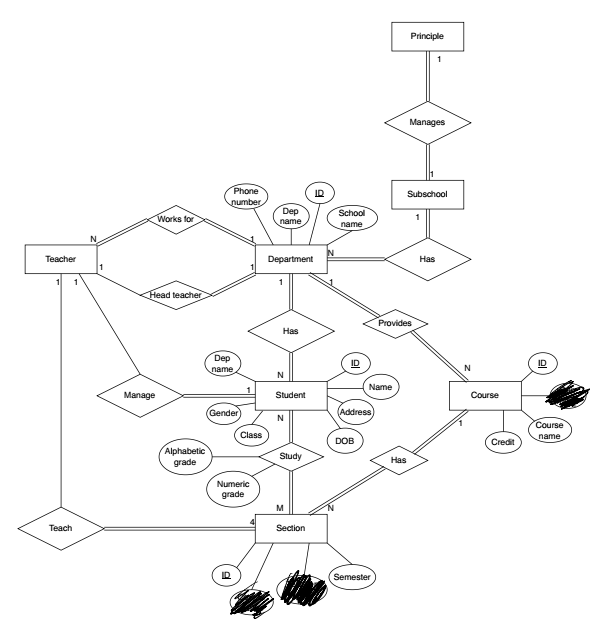 Principle
1
Manages
1
Subschool
1
Has
N
Phone
number
Dep
name
ID
School
name
Works for
N
1
Teacher
Department
1
1
Head teacher
1
1
1
1
Provides
N
Has
N
Dep
name
ID
Name
Address
DOB
Student
Gender
Class
Manage
1
N
Course
ID
Course
name
Credit
1
Alphabetic
grade
Numeric
grade
Study
Has
M
N
Teach
4
Section
ID
Semester